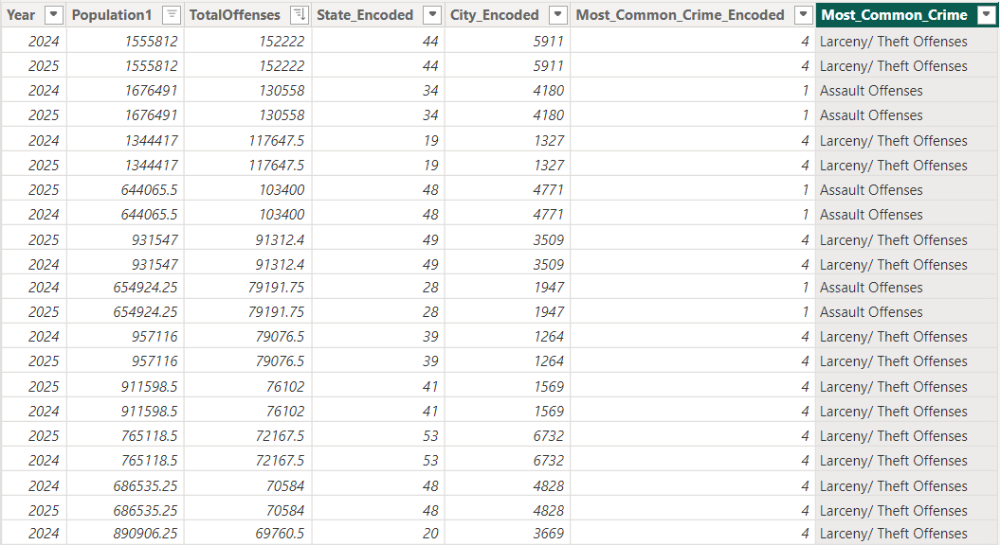 Year Population1 TotalOffenses State_Encoded City_Encoded Most_Common_Crime_Encoded Most_Common_Crime
2024 1555812 152222 44 5911 4 Larceny/ Theft Offenses
2025 1555812 152222 44 5911 4 Larceny/ Theft Offenses
2024 1676491 130558 34 4180 1 Assault Offenses
2025 1676491 130558 34 4180 1 Assault Offenses
2024 1344417 117647.5 19 1327 4 Larceny/ Theft Offenses
2025 1344417 117647.5 19 1327 4 Larceny/ Theft Offenses
2025 644065.5 103400 48 4771 1 Assault Offenses
2024 644065.5 103400 48 4771 1 Assault Offenses
2025 931547 91312.4 49 3509 4 Larceny/ Theft Offenses
2024 931547 91312.4 49 3509 4 Larceny/ Theft Offenses
2024 654924.25 79191.75 28 1947 1 Assault Offenses
2025 654924.25 79191.75 28 1947 1 Assault Offenses
2024 957116 79076.5 39 1264 4 Larceny/ Theft Offenses
2025 957116 79076.5 39 1264 4 Larceny/ Theft Offenses
2025 911598.5 76102 41 1569 4 Larceny/ Theft Offenses
2024 911598.5 76102 41 1569 4 Larceny/ Theft Offenses
2025 765118.5 72167.5 53 6732 4 Larceny/ Theft Offenses
2024 765118.5 72167.5 53 6732 4 Larceny/ Theft Offenses
2024 686535.25 70584 48 4828 4 Larceny/ Theft Offenses
2025 686535.25 70584 48 4828 4 Larceny/ Theft Offenses
2024 890906.25 69760.5 20 3669 4 Larceny/ Theft Offenses